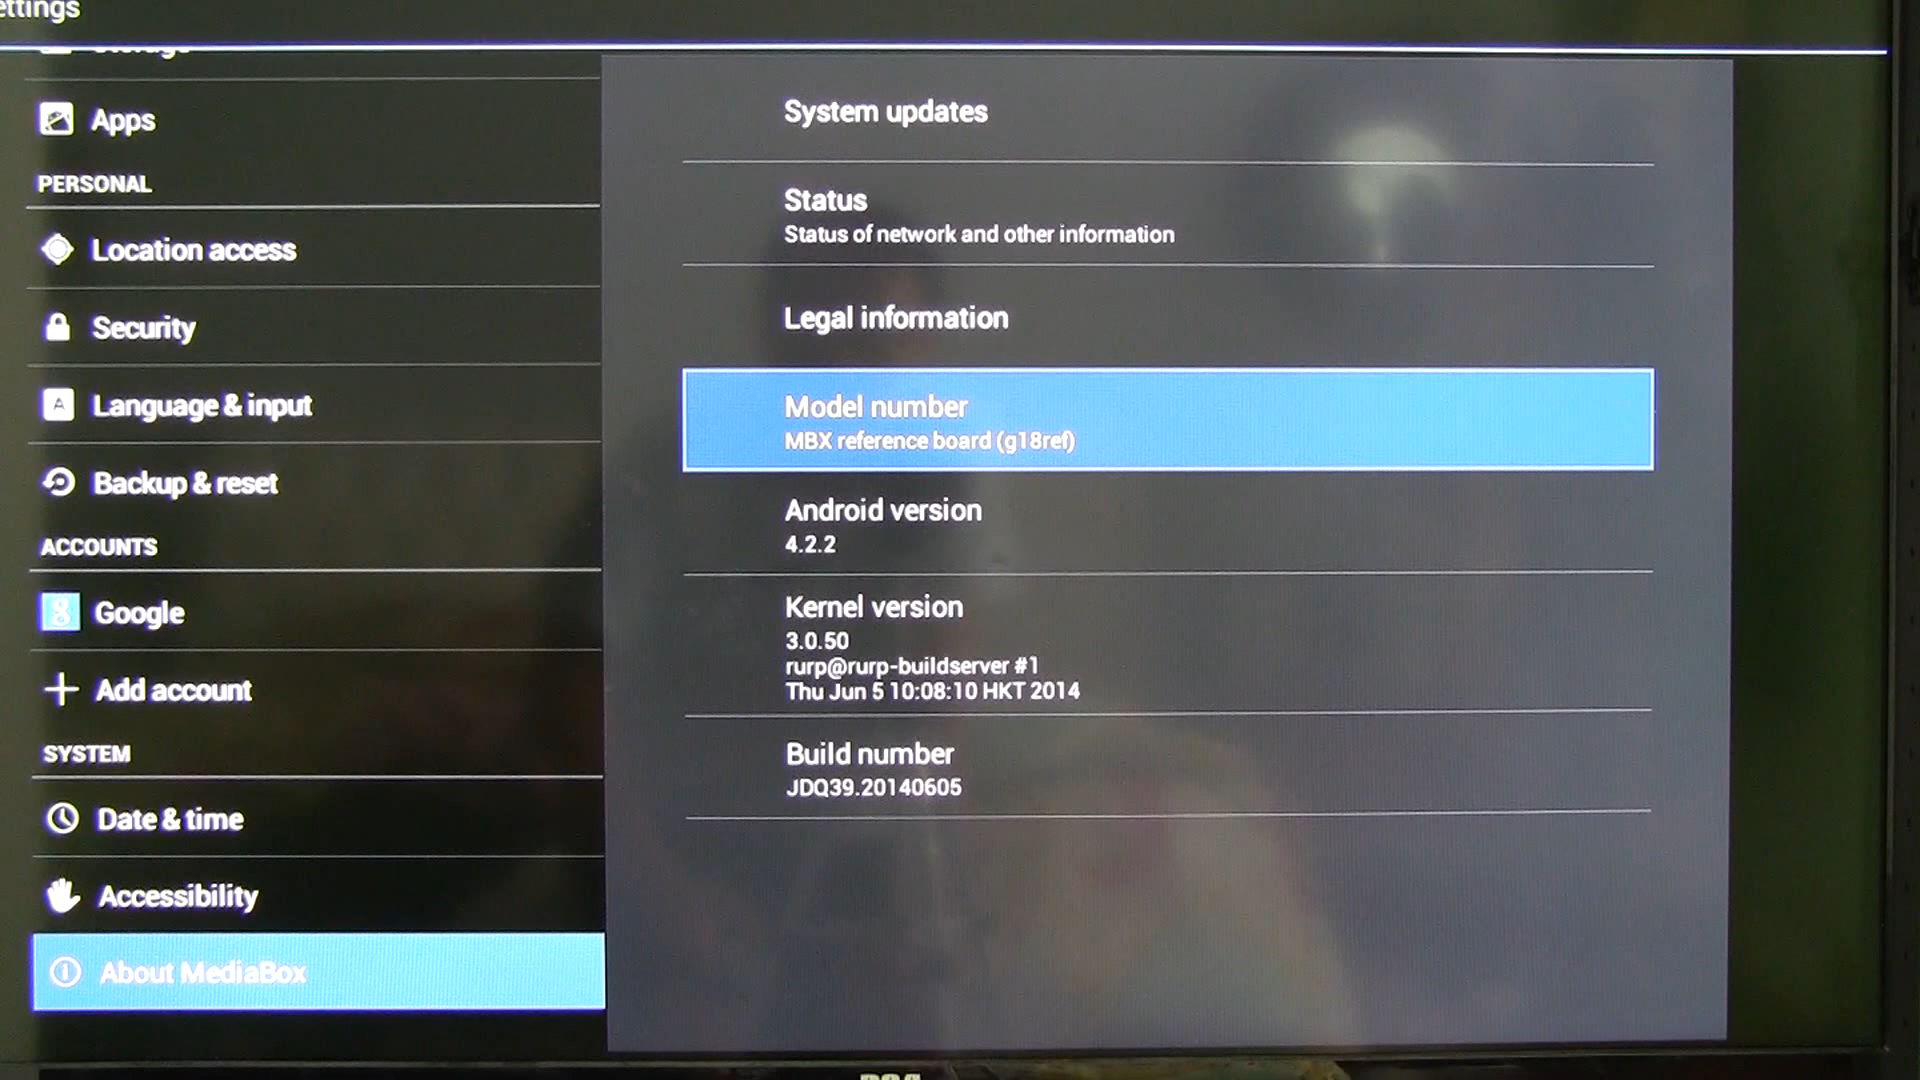 ettings
Storage
Apps
PERSONAL
Location access
Security
A
Language & input
Backup & reset
ACCOUNTS
g
Google
Add account
SYSTEM
Date & time
Accessibility
About MediaBox
System updates
Status
Status of network and other information
Legal information
Model number
MBX reference board (g18ref)
Android version
4.2.2
Kernel version
3.0.50
rurp@rurp-buildserver #1
Thu Jun 5 10:08:10 HKT 2014
Build number
JDQ39.20140605